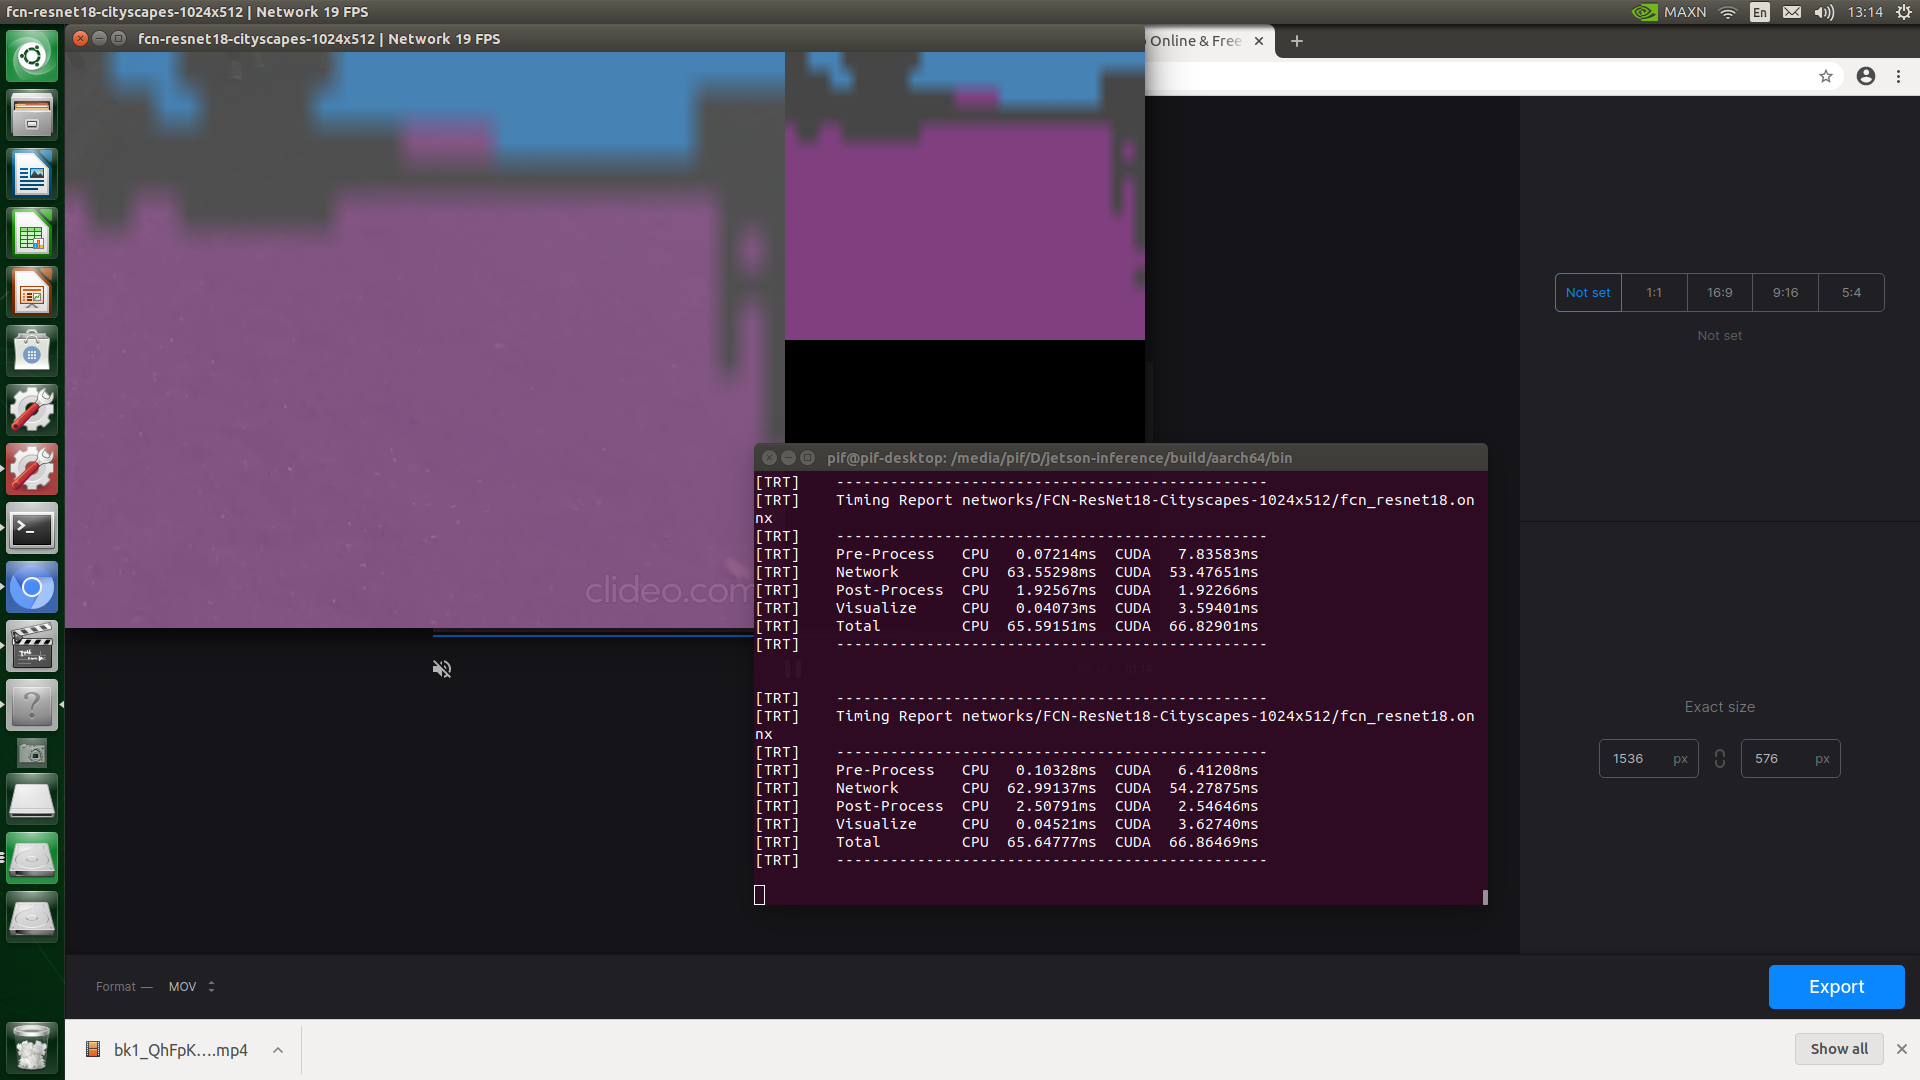 fcn-resnet18-cityscapes-1024x512 | Network 19 FPS
MAXN
En
13:14
fcn-resnet18-cityscapes-1024x512 | Network 19 FPS
Online & Free
Not set
1:1
16:9
9:16
5:4
Not set
clideo.com
pif@pif-desktop: /media/pif/D/jetson-inference/build/aarch64/bin
[TRT] ------------------------------------------------
[TRT] Timing Report networks/FCN-ResNet18-Cityscapes-1024x512/fcn_resnet18.on
nx
[TRT] ------------------------------------------------
[TRT] Pre-Process CPU 0.07214ms CUDA 7.83583ms
[TRT] Network CPU 63.55298ms CUDA 53.47651ms
[TRT] Post-Process CPU 1.92567ms CUDA 1.92266ms
[TRT] Visualize CPU 0.04073ms CUDA 3.59401ms
[TRT] Total CPU 65.59151ms CUDA 66.82901ms
[TRT] ------------------------------------------------
[TRT] ------------------------------------------------
[TRT] Timing Report networks/FCN-ResNet18-Cityscapes-1024x512/fcn_resnet18.on
nx
[TRT] ------------------------------------------------
[TRT] Pre-Process CPU 0.10328ms CUDA 6.41208ms
[TRT] Network CPU 62.99137ms CUDA 54.27875ms
[TRT] Post-Process CPU 2.50791ms CUDA 2.54646ms
[TRT] Visualize CPU 0.04521ms CUDA 3.62740ms
[TRT] Total CPU 65.64777ms CUDA 66.86469ms
[TRT] ------------------------------------------------
Exact size
1536 px
576 px
Format — MOV
Export
bk1_QhFpK....mp4
Show all